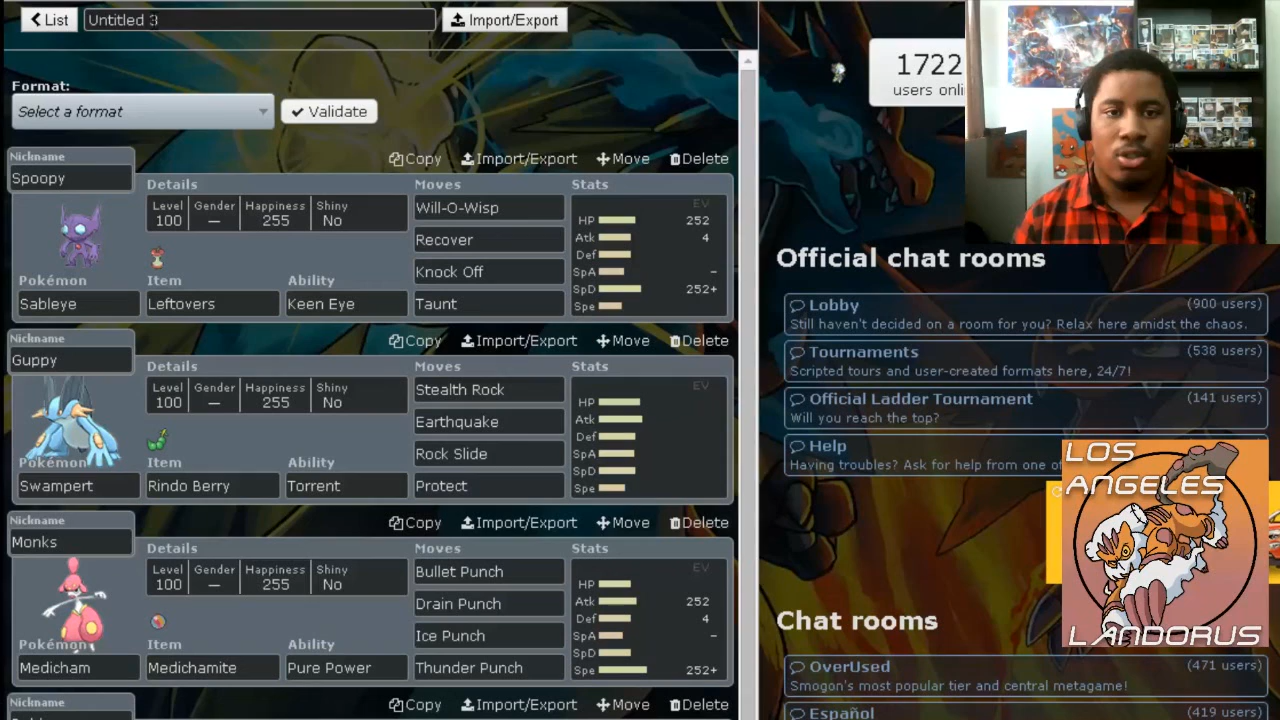 List
Untitled 3
Import/Export
Format:
Select a format
Validate
1722
users onli
Nickname
Spoopy
Copy Import/Export Move Delete
Details
Level Gender Happiness Shiny
100 — 255 No
Moves
Will-O-Wisp
Recover
Knock Off
Taunt
Stats
EV
HP 252
Atk 4
Def
SpA –
SpD 252+
Spe
Pokémon Item Ability
Sableye Leftovers Keen Eye
Nickname
Guppy
Copy Import/Export Move Delete
Details
Level Gender Happiness Shiny
100 — 255 No
Moves
Stealth Rock
Earthquake
Rock Slide
Protect
Stats
EV
HP
Atk
Def
SpA
SpD
Spe
Pokémon Item Ability
Swampert Rindo Berry Torrent
Nickname
Monks
Copy Import/Export Move Delete
Details
Level Gender Happiness Shiny
100 — 255 No
Moves
Bullet Punch
Drain Punch
Ice Punch
Thunder Punch
Stats
EV
HP
Atk 252
Def 4
SpA –
SpD
Spe 252+
Pokémon Item Ability
Medicham Medichamite Pure Power
Nickname
Copy Import/Export Move Delete
Official chat rooms
Lobby (900 users)
Still haven't decided on a room for you? Relax here amidst the chaos.
Tournaments (538 users)
Scripted tours and user-created formats here, 24/7!
Official Ladder Tournament (141 users)
Will you reach the top?
Help
Having troubles? Ask for help from one of
LOS
ANGELES
LANDORUS
Chat rooms
OverUsed (471 users)
Smogon's most popular tier and central metagame!
Español (419 users)